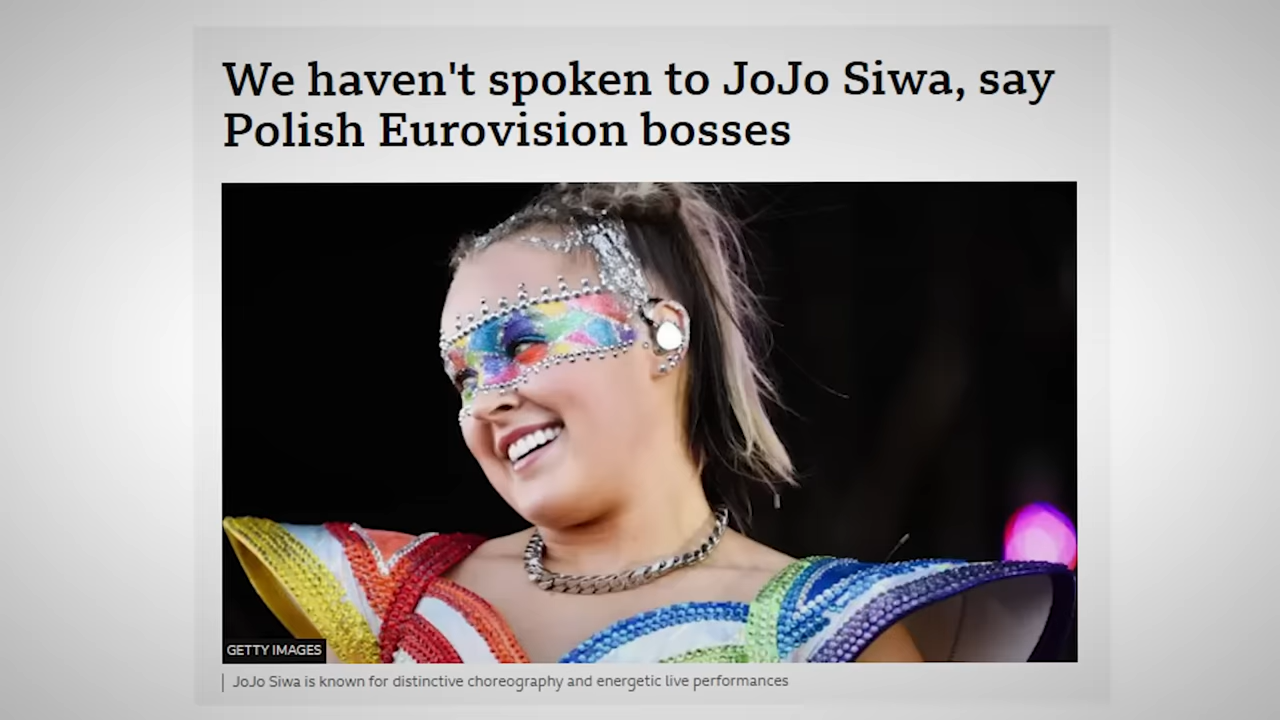 We haven't spoken to JoJo Siwa, say
Polish Eurovision bosses
GETTY IMAGES
JoJo Siwa is known for distinctive choreography and energetic live performances